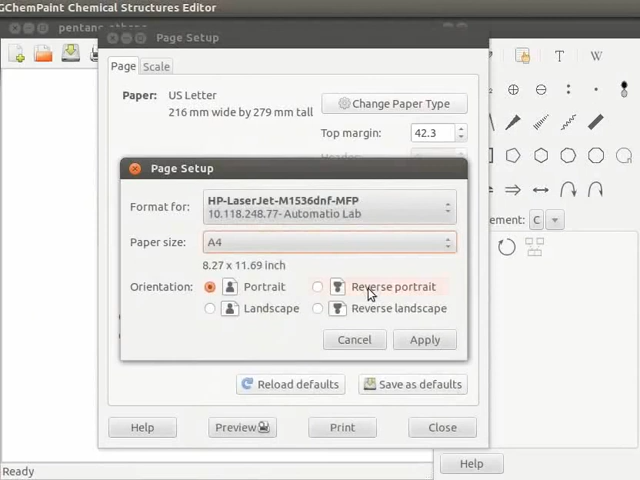 GChemPaint Chemical Structures Editor
Page Setup
Page
Scale
Paper: US Letter
216 mm wide by 279 mm tall
Change Paper Type
Top margin: 42.3
T
W
Page Setup
Format for: HP-LaserJet-M1536dnf-MFP
10.118.248.77- Automatio Lab
Paper size: A4
8.27 x 11.69 inch
Orientation: Portrait
Reverse portrait
Landscape
Reverse landscape
Cancel
Apply
ement: C
Reload defaults
Save as defaults
Help
Preview
Print
Close
Ready
Help